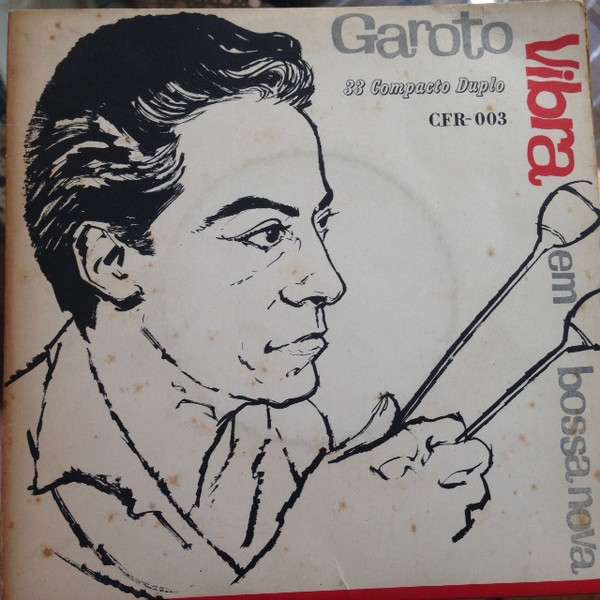 Garoto
Vibra
33 Compacto Duplo
CFR-003
em
bossa nova